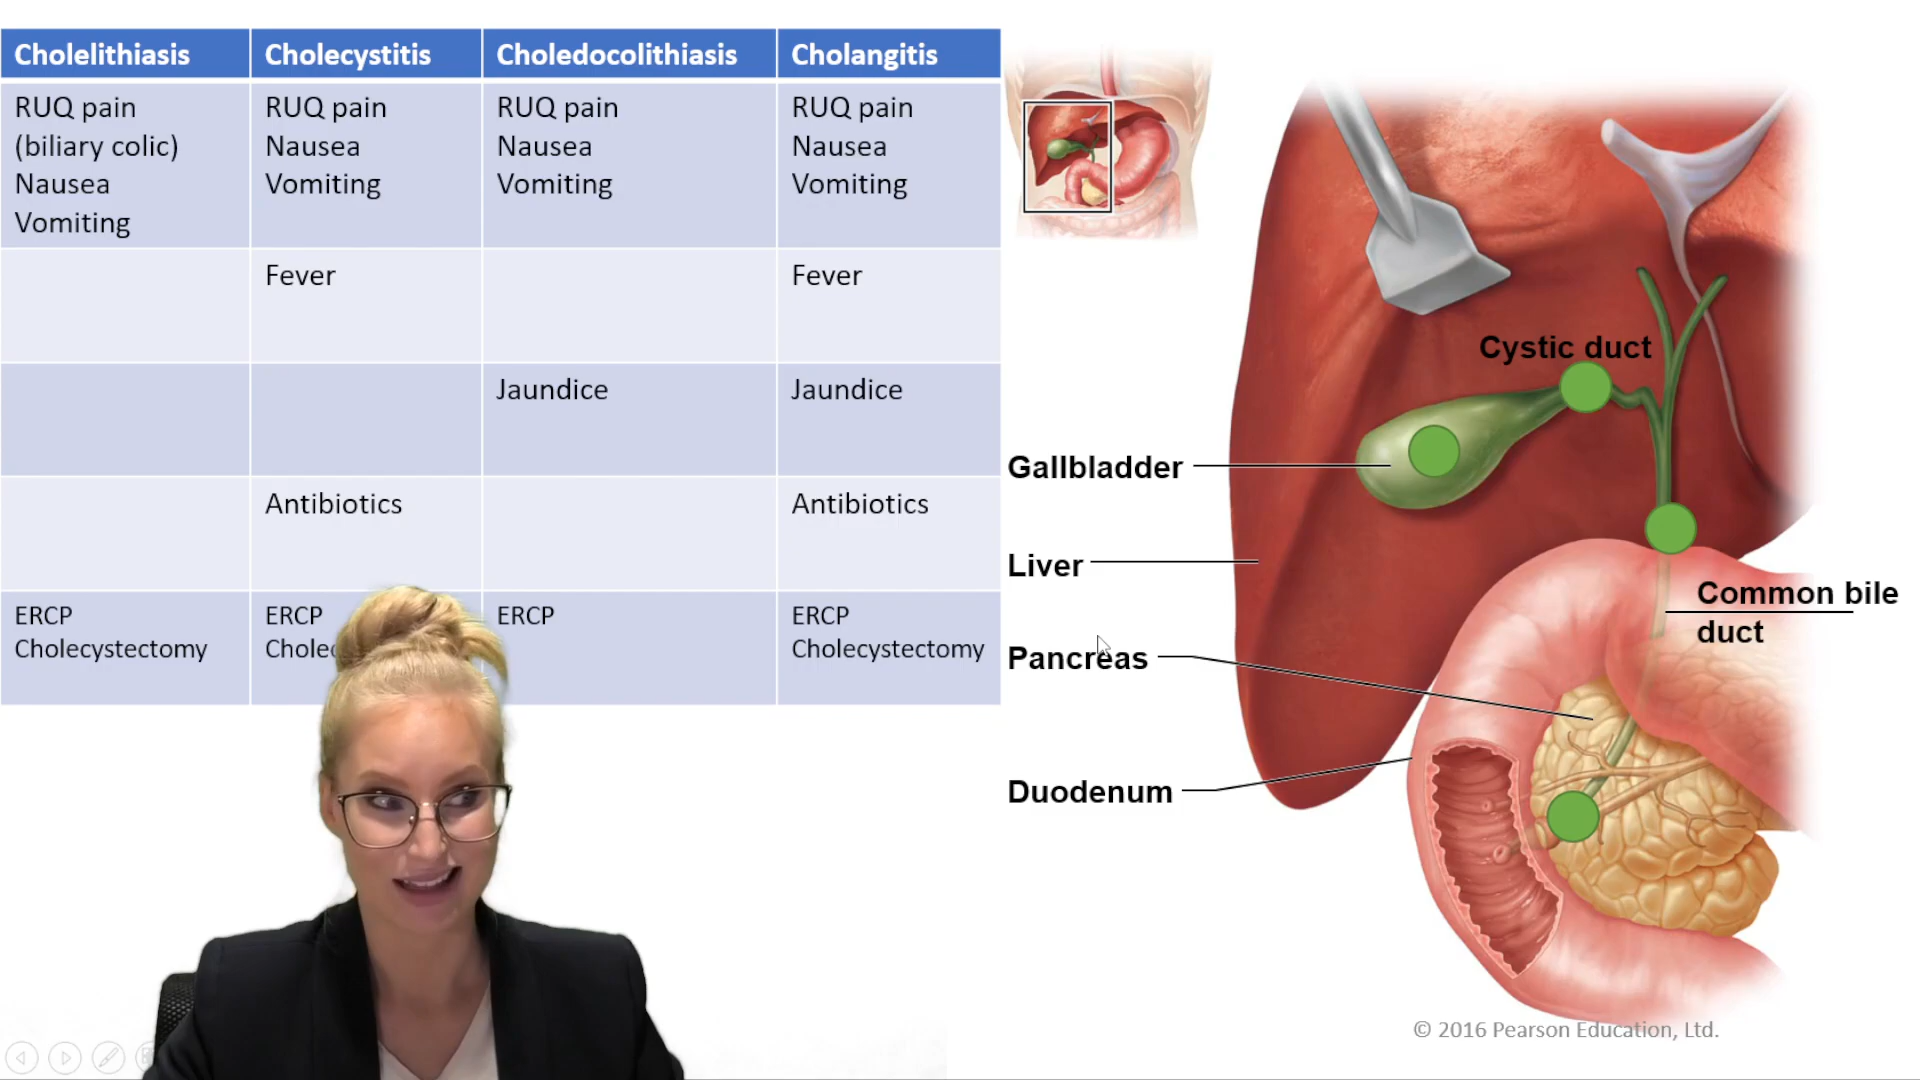 Cholelithiasis
Cholecystitis
Choledocolithiasis
Cholangitis
RUQ pain
(biliary colic)
Nausea
Vomiting
RUQ pain
Nausea
Vomiting
RUQ pain
Nausea
Vomiting
RUQ pain
Nausea
Vomiting
Fever
Fever
Jaundice
Jaundice
Antibiotics
Antibiotics
ERCP
Cholecystectomy
ERCP
Cholec
ERCP
ERCP
Cholecystectomy
Cystic duct
Gallbladder
Liver
Common bile
duct
Pancreas
Duodenum
© 2016 Pearson Education, Ltd.